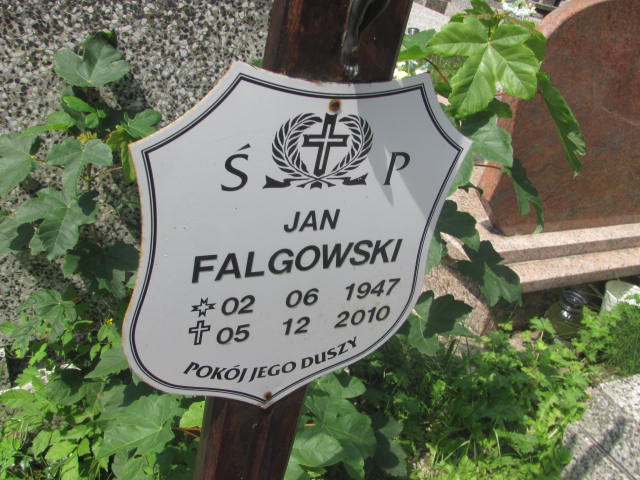 Ś P
JAN
FALGOWSKI
02 06 1947
05 12 2010
POKÓJ JEGO DUSZY